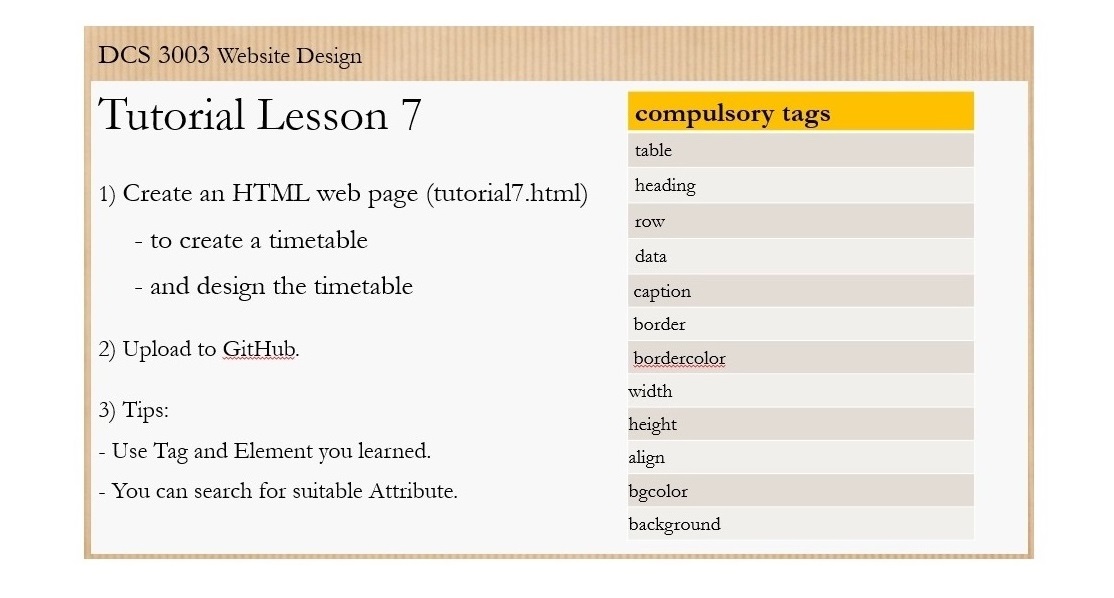 DCS 3003 Website Design
Tutorial Lesson 7
1) Create an HTML web page (tutorial7.html)
- to create a timetable
- and design the timetable
2) Upload to GitHub.
3) Tips:
- Use Tag and Element you learned.
- You can search for suitable Attribute.
compulsory tags
table
heading
row
data
caption
border
bordercolor
width
height
align
bgcolor
background